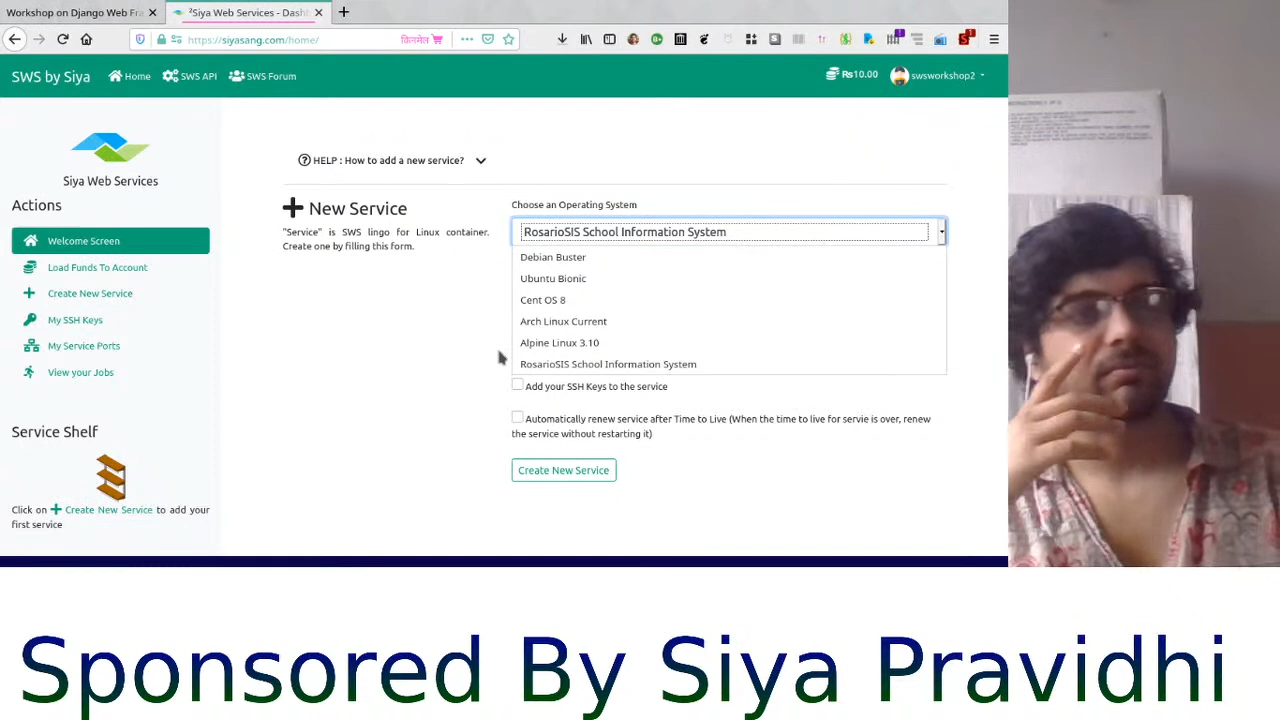 Workshop on Django Web Fra
²Siya Web Services - Dash
https://siyasang.com/home/
किनमेल
SWS by Siya
Home
SWS API
SWS Forum
Rs10.00
swsworkshop2
Siya Web Services
Actions
Welcome Screen
Load Funds To Account
Create New Service
My SSH Keys
My Service Ports
View your Jobs
Service Shelf
Click on + Create New Service to add your
first service
HELP : How to add a new service?
New Service
"Service" is SWS lingo for Linux container.
Create one by filling this form.
Choose an Operating System
RosarioSIS School Information System
Debian Buster
Ubuntu Bionic
Cent OS 8
Arch Linux Current
Alpine Linux 3.10
RosarioSIS School Information System
Add your SSH Keys to the service
Automatically renew service after Time to Live (When the time to live for servie is over, renew
the service without restarting it)
Create New Service
Sponsored By Siya Pravidhi